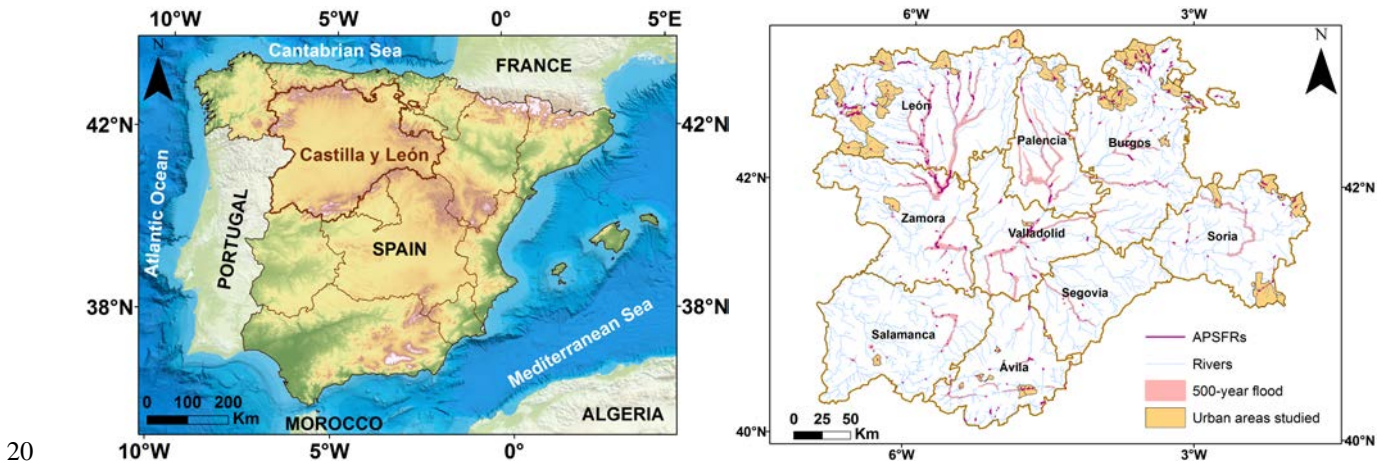 10°W 5°W 0° 5°E
N
Cantabrian Sea
FRANCE
42°N 42°N
Castilla y León
Atlantic Ocean
PORTUGAL
SPAIN
38°N 38°N
Mediterranean Sea
0 100 200
Km
MOROCCO
ALGERIA
10°W 5°W 0°
6°W 3°W
N
León
Palencia
Burgos
42°N 42°N
Zamora
Valladolid
Soria
Segovia
Salamanca
Ávila
APSFRs
Rivers
500-year flood
Urban areas studied
0 25 50
Km
40°N 40°N
6°W 3°W
20